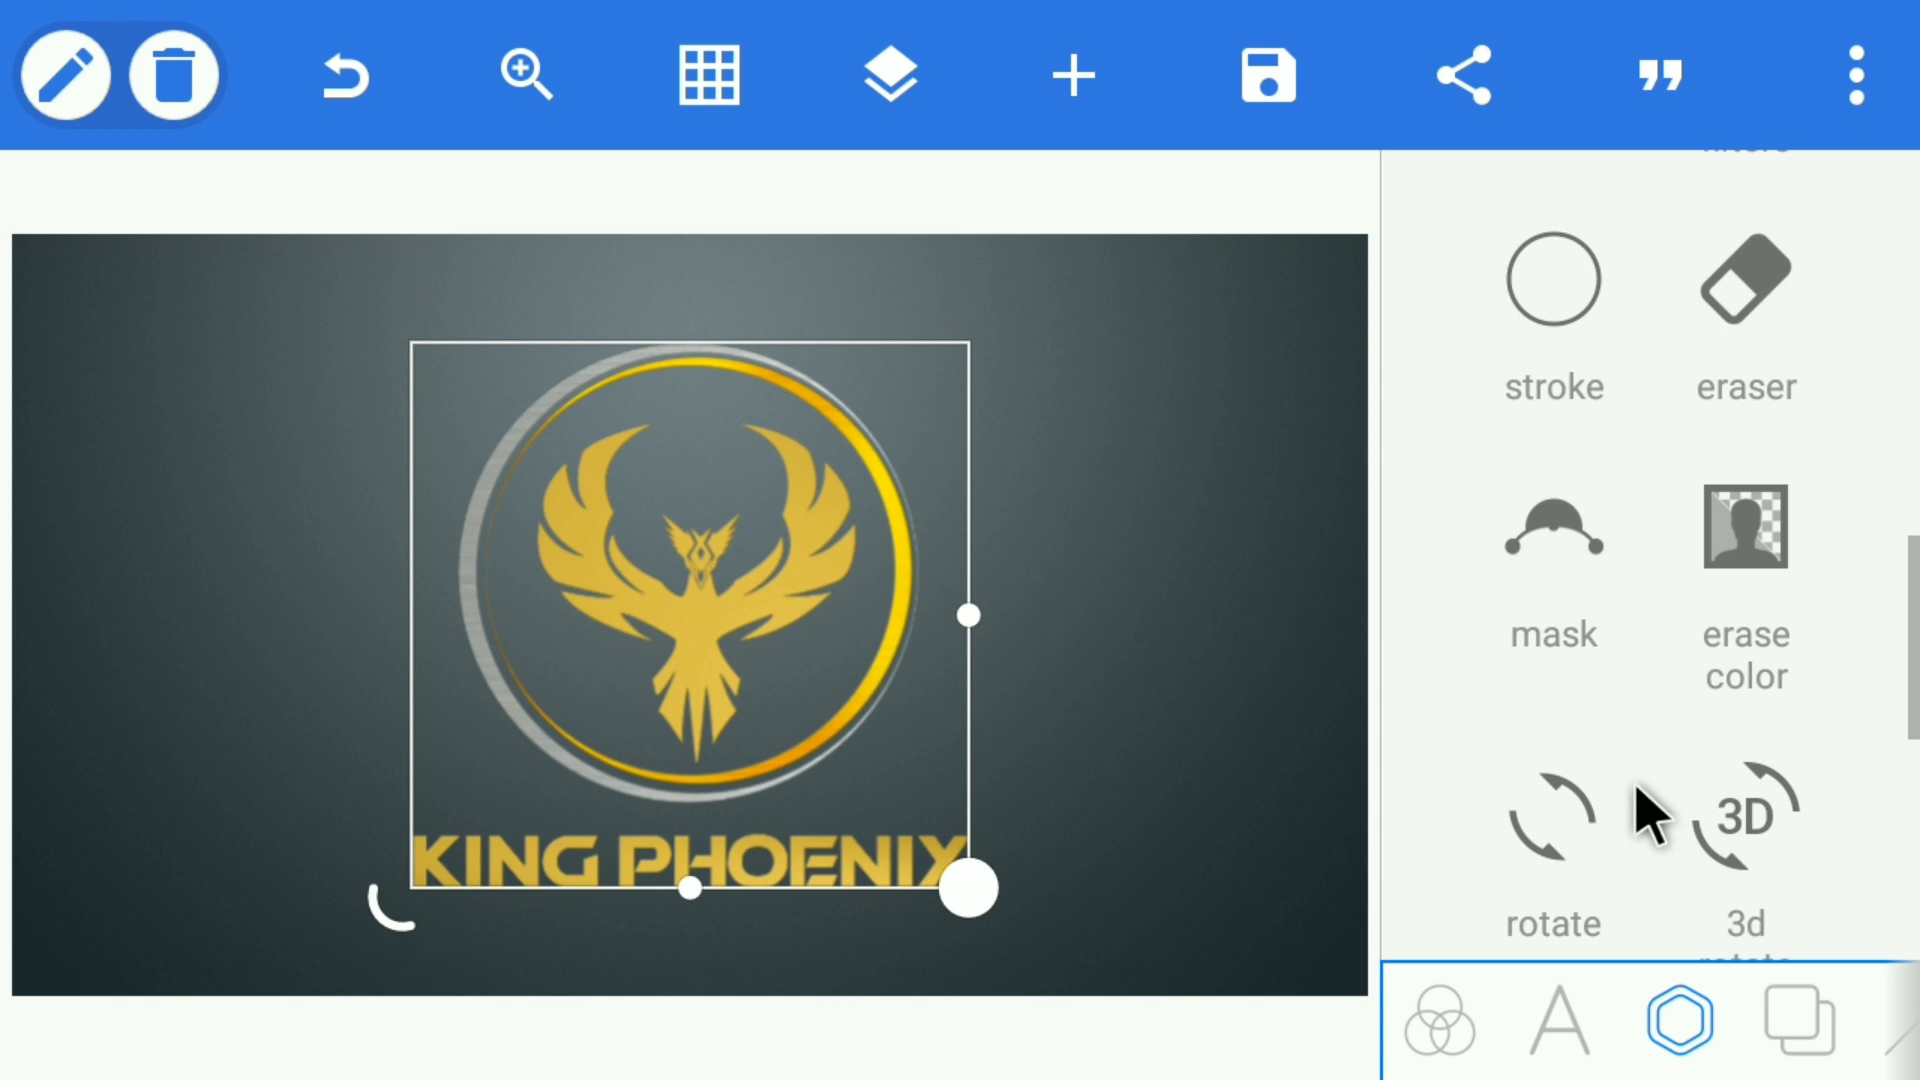 stroke
eraser
mask
erase
color
3D
rotate
3d
KING PHOENIX